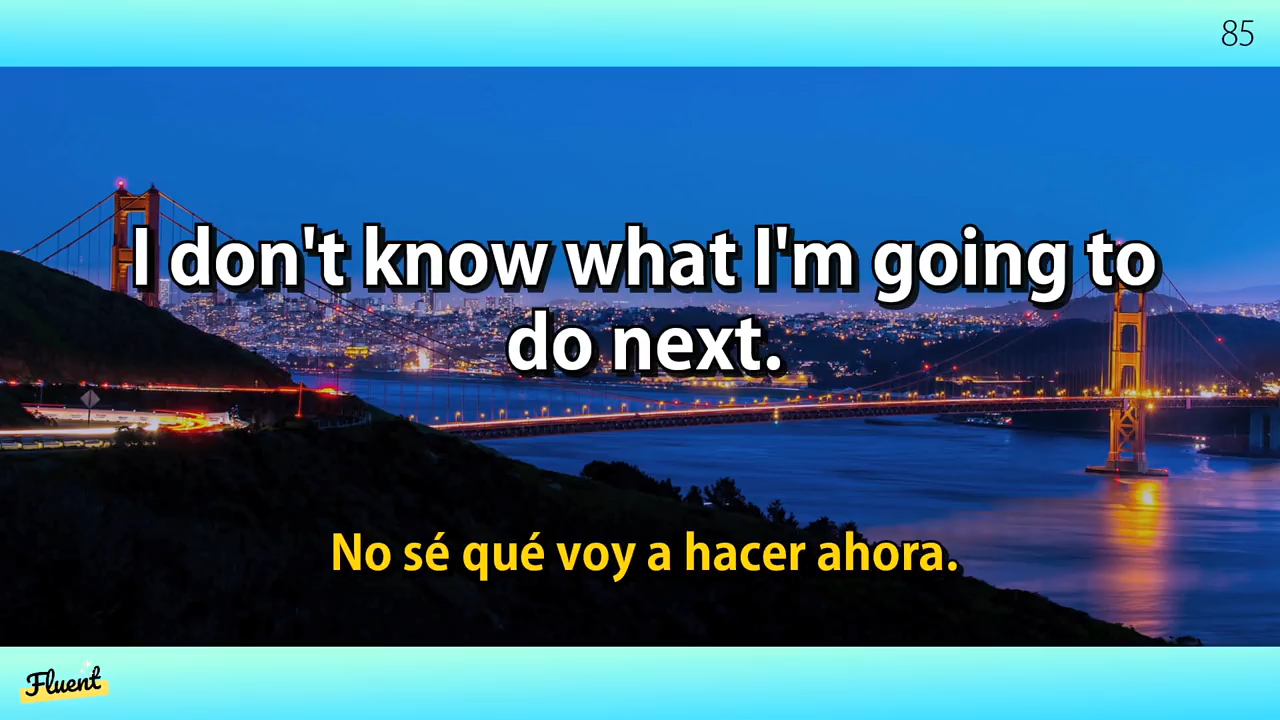 85
I don't know what I'm going to
do next.
No sé qué voy a hacer ahora.
Fluent